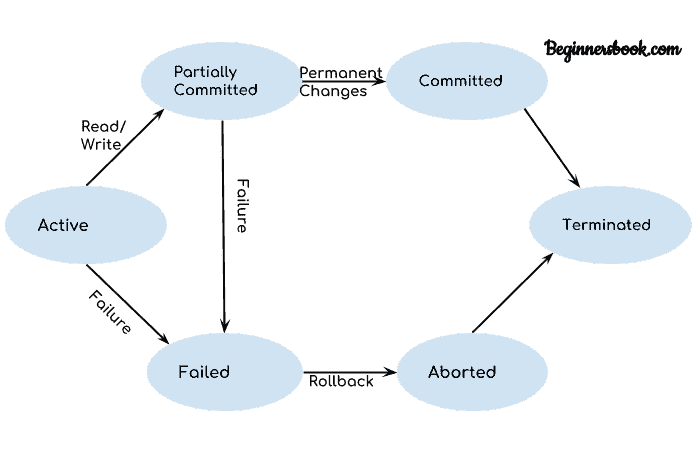 Beginnersbook.com
Partially
Committed
Permanent
Changes
Committed
Read/
Write
Failure
Active
Terminated
Failure
Failed
Rollback
Aborted